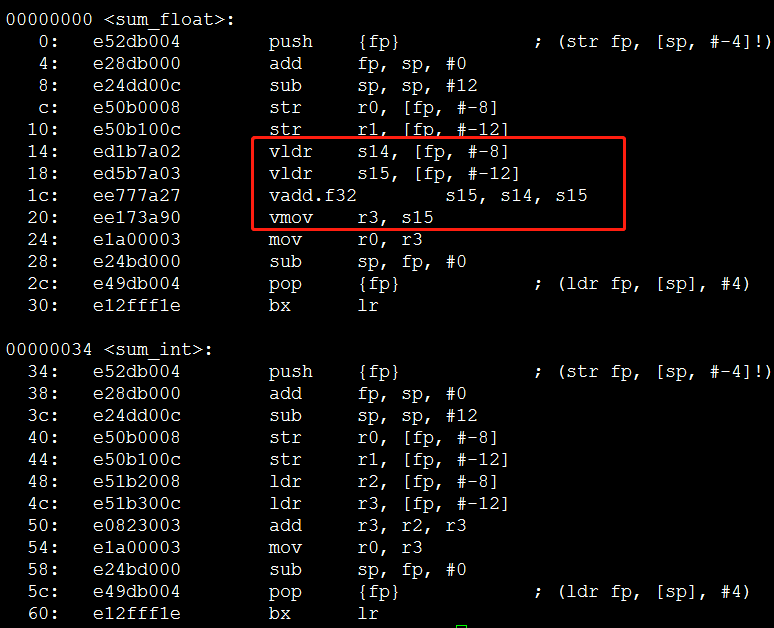 00000000 <sum_float>:
   0:   e52db004        push    {fp}            ; (str fp, [sp, #-4]!)
   4:   e28db000        add     fp, sp, #0
   8:   e24dd00c        sub     sp, sp, #12
   c:   e50b0008        str     r0, [fp, #-8]
  10:   e50b100c        str     r1, [fp, #-12]
  14:   ed1b7a02        vldr    s14, [fp, #-8]
  18:   ed5b7a03        vldr    s15, [fp, #-12]
  1c:   ee777a27        vadd.f32        s15, s14, s15
  20:   ee173a90        vmov    r3, s15
  24:   e1a00003        mov     r0, r3
  28:   e24bd000        sub     sp, fp, #0
  2c:   e49db004        pop     {fp}            ; (ldr fp, [sp], #4)
  30:   e12fff1e        bx      lr
00000034 <sum_int>:
  34:   e52db004        push    {fp}            ; (str fp, [sp, #-4]!)
  38:   e28db000        add     fp, sp, #0
  3c:   e24dd00c        sub     sp, sp, #12
  40:   e50b0008        str     r0, [fp, #-8]
  44:   e50b100c        str     r1, [fp, #-12]
  48:   e51b2008        ldr     r2, [fp, #-8]
  4c:   e51b300c        ldr     r3, [fp, #-12]
  50:   e0823003        add     r3, r2, r3
  54:   e1a00003        mov     r0, r3
  58:   e24bd000        sub     sp, fp, #0
  5c:   e49db004        pop     {fp}            ; (ldr fp, [sp], #4)
  60:   e12fff1e        bx      lr